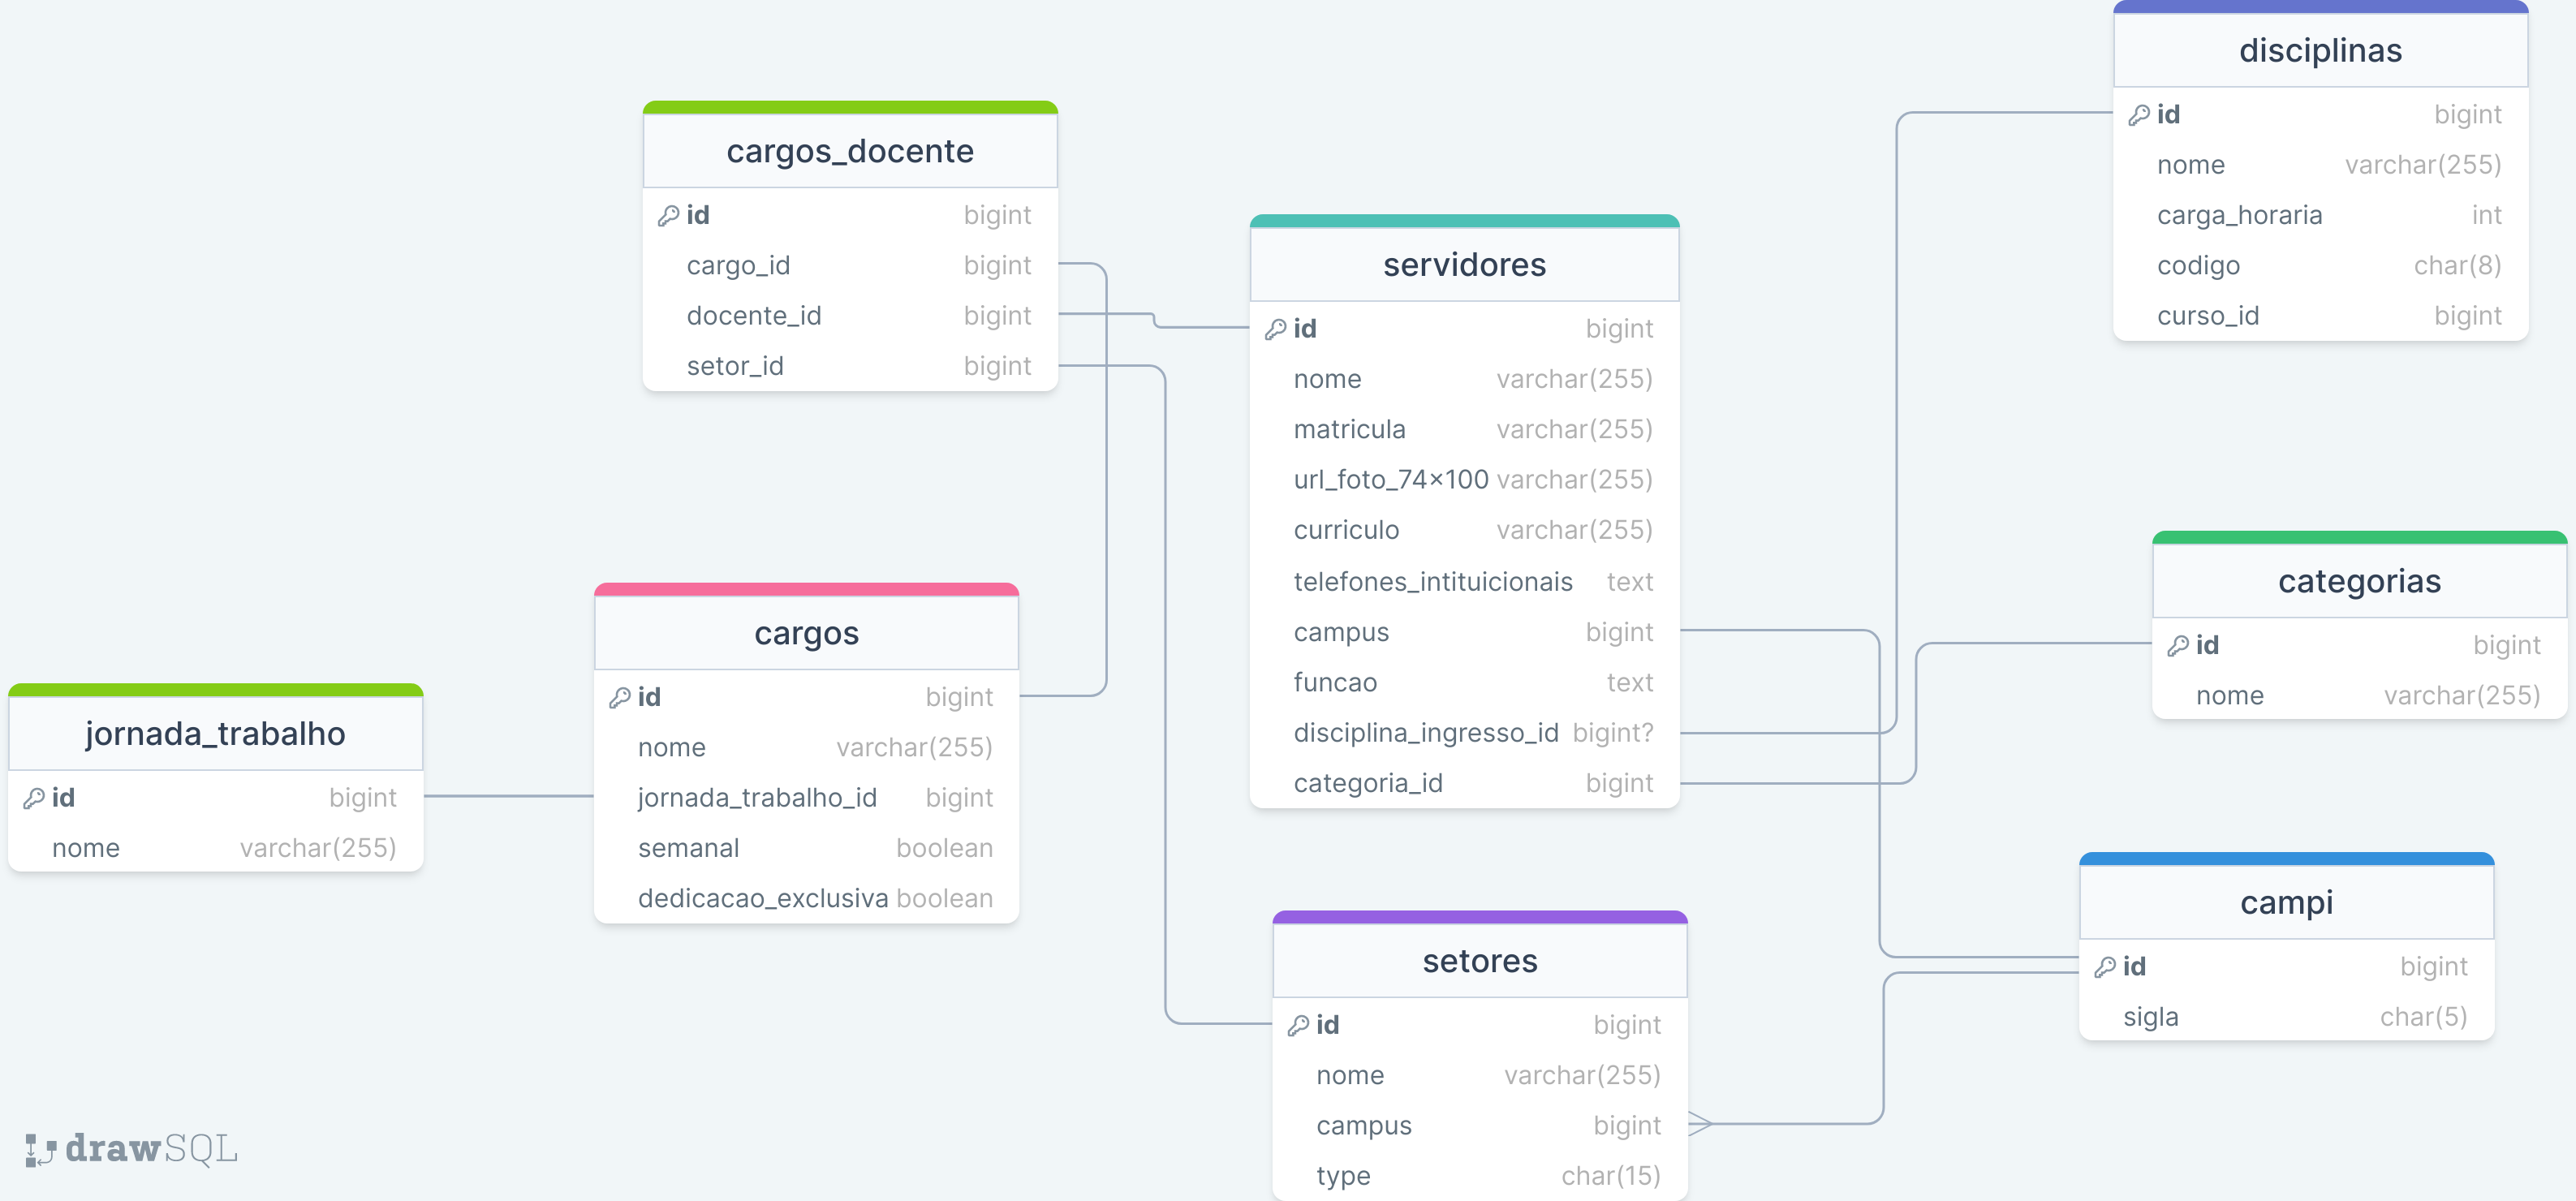 disciplinas
id bigint
nome varchar(255)
carga_horaria int
codigo char(8)
curso_id bigint
cargos_docente
id bigint
cargo_id bigint
docente_id bigint
setor_id bigint
servidores
id bigint
nome varchar(255)
matricula varchar(255)
url_foto_74x100 varchar(255)
curriculo varchar(255)
telefones_intituicionais text
campus bigint
funcao text
disciplina_ingresso_id bigint?
categoria_id bigint
categorias
id bigint
nome varchar(255)
cargos
id bigint
nome varchar(255)
jornada_trabalho_id bigint
semanal boolean
dedicacao_exclusiva boolean
jornada_trabalho
id bigint
nome varchar(255)
campi
id bigint
sigla char(5)
setores
id bigint
nome varchar(255)
campus bigint
type char(15)
drawSQL